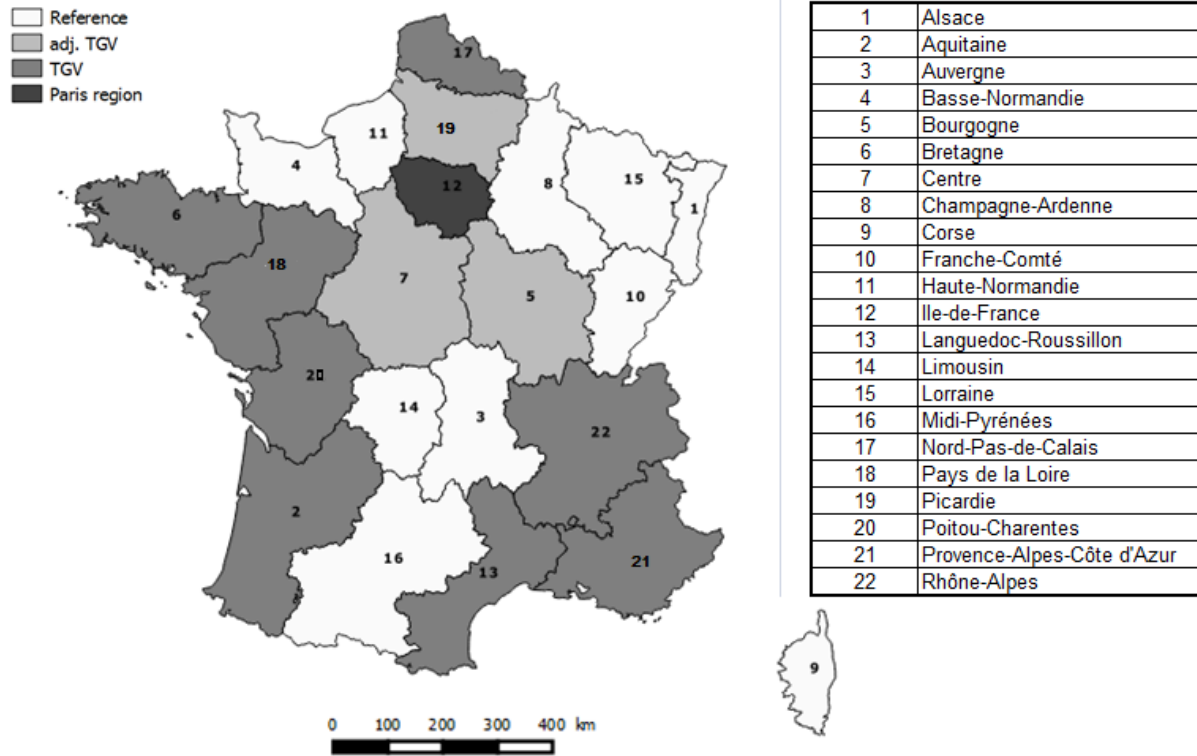 Reference
adj. TGV
TGV
Paris region
17
19
11
4
12
8
15
1
6
18
7
5
10
20
14
3
22
2
16
13
21
9
0 100 200 300 400 km
1 Alsace
2 Aquitaine
3 Auvergne
4 Basse-Normandie
5 Bourgogne
6 Bretagne
7 Centre
8 Champagne-Ardenne
9 Corse
10 Franche-Comté
11 Haute-Normandie
12 Ile-de-France
13 Languedoc-Roussillon
14 Limousin
15 Lorraine
16 Midi-Pyrénées
17 Nord-Pas-de-Calais
18 Pays de la Loire
19 Picardie
20 Poitou-Charentes
21 Provence-Alpes-Côte d'Azur
22 Rhône-Alpes